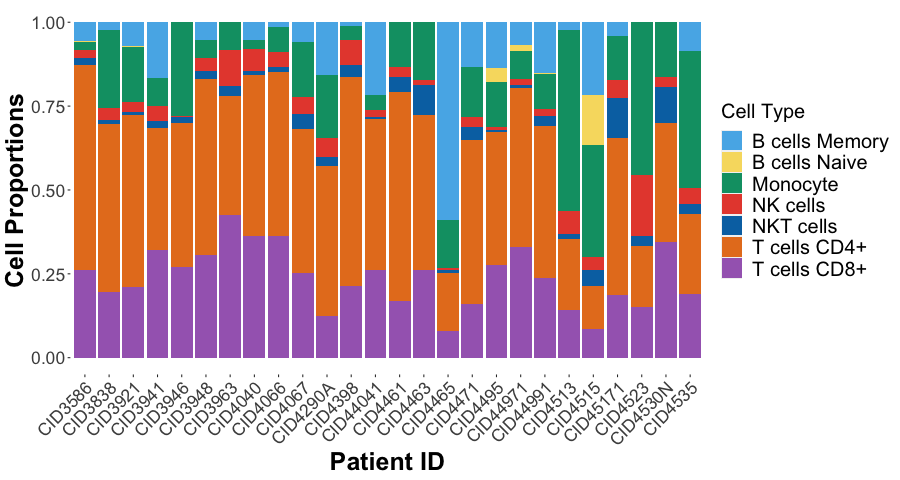 Cell Proportions
1.00
0.75
0.50
0.25
0.00
CID3586
CID3838
CID3921
CID3941
CID3946
CID3948
CID3963
CID4040
CID4066
CID4067
CID4290A
CID4398
CID44041
CID4461
CID4463
CID4465
CID4471
CID4495
CID44971
CID44991
CID4513
CID4515
CID45171
CID4523
CID4530N
CID4535
Patient ID
Cell Type
B cells Memory
B cells Naive
Monocyte
NK cells
NKT cells
T cells CD4+
T cells CD8+